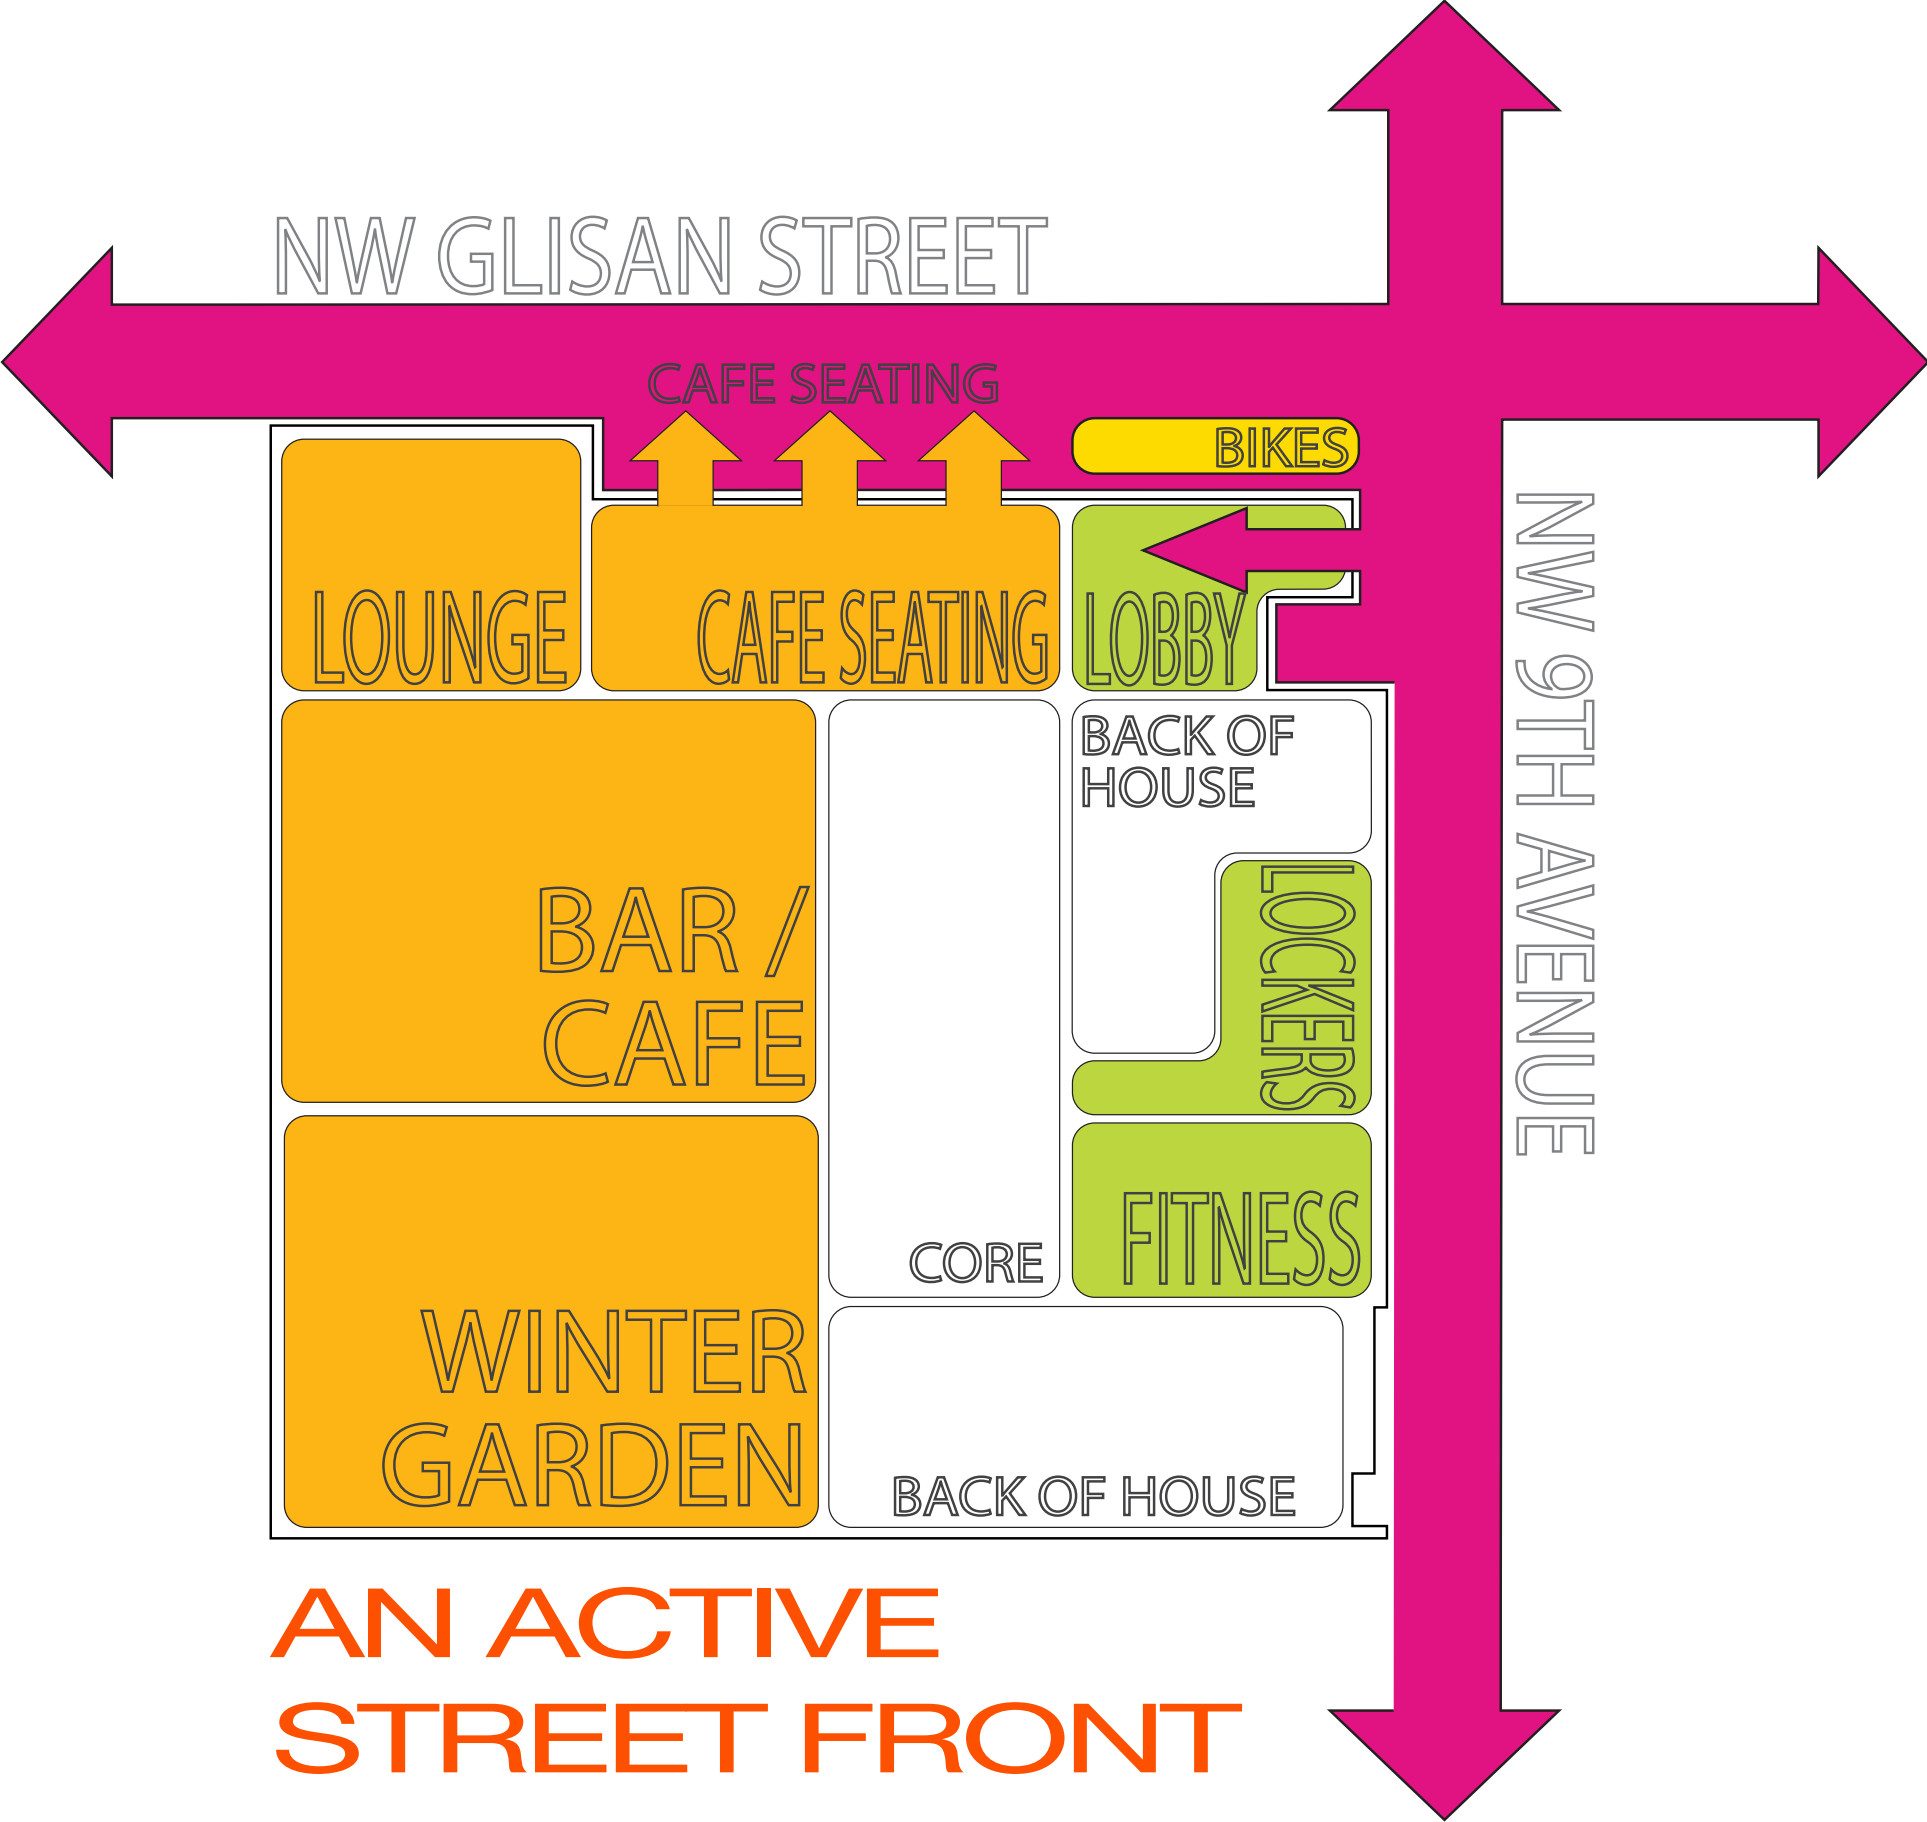 NW GLISAN STREET
CAFE SEATING
BIKES
LOUNGE
CAFE SEATING
LOBBY
NW 9TH AVENUE
BACK OF
HOUSE
BAR /
CAFE
LOCKERS
CORE
FITNESS
WINTER
GARDEN
BACK OF HOUSE
AN ACTIVE
STREET FRONT